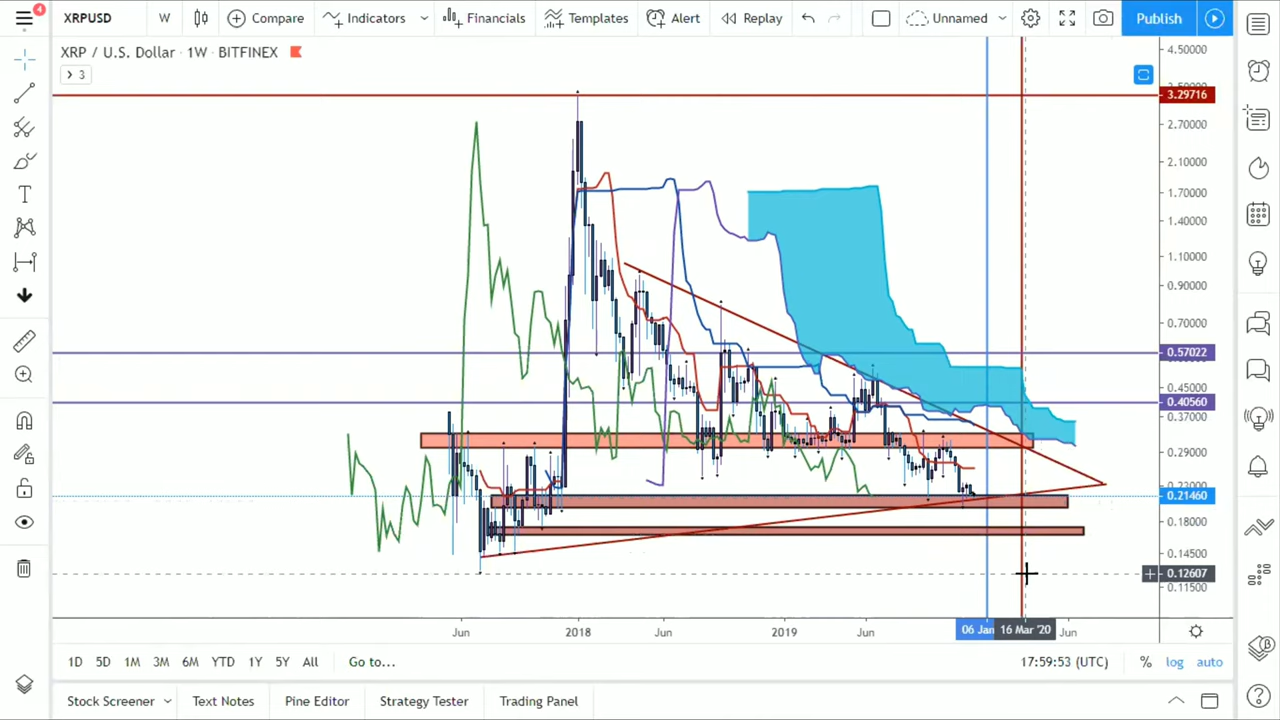 4
XRPUSD
W
Compare
Indicators
Financials
Templates
Alert
Replay
Unnamed
Publish
XRP / U.S. Dollar · 1W · BITFINEX
3
4.50000
3.29716
2.70000
2.10000
1.70000
1.40000
1.10000
0.90000
0.70000
0.57022
0.45000
0.40560
0.37000
0.29000
0.21460
0.18000
0.14500
0.12607
0.11500
Jun
2018
Jun
2019
Jun
06 Jan
16 Mar '20
Jun
1D 5D 1M 3M 6M YTD 1Y 5Y All Go to...
17:59:53 (UTC) % log auto
Stock Screener Text Notes Pine Editor Strategy Tester Trading Panel